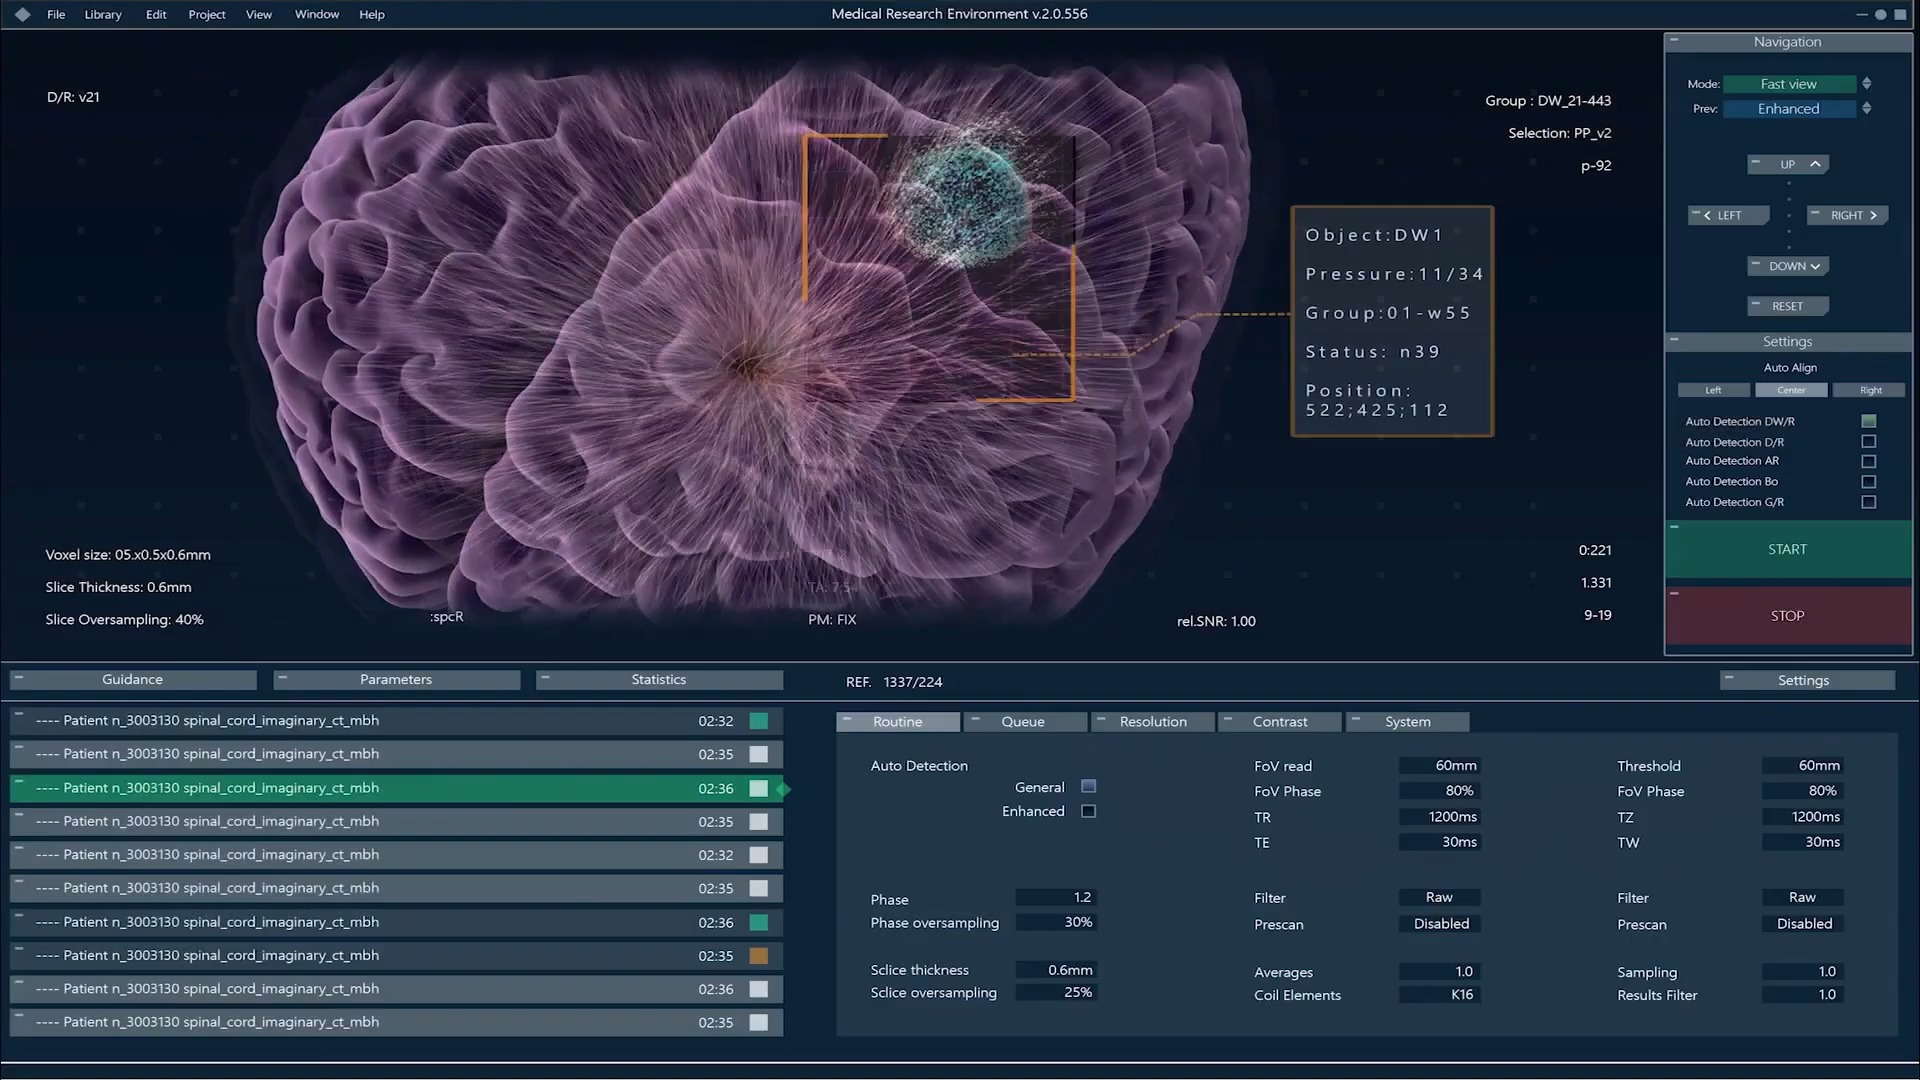 File Library Edit Project View Window Help
Medical Research Environment v.2.0.556
D/R: v21
Group : DW_21-443
Selection: PP_v2
p-92
Object:DW1
Pressure:11/34
Group:01-w55
Status: n39
Position:
522;425;112
Voxel size: 05.x0.5x0.6mm
Slice Thickness: 0.6mm
Slice Oversampling: 40%
:spcR
TA: 7.54
PM: FIX
rel.SNR: 1.00
0:221
1.331
9-19
Navigation
Mode: Fast view
Prev: Enhanced
UP
LEFT
RIGHT
DOWN
RESET
Settings
Auto Align
Left Center Right
Auto Detection DW/R
Auto Detection D/R
Auto Detection AR
Auto Detection Bo
Auto Detection G/R
START
STOP
Guidance Parameters Statistics
---- Patient n_3003130 spinal_cord_imaginary_ct_mbh 02:32
---- Patient n_3003130 spinal_cord_imaginary_ct_mbh 02:35
---- Patient n_3003130 spinal_cord_imaginary_ct_mbh 02:36
---- Patient n_3003130 spinal_cord_imaginary_ct_mbh 02:35
---- Patient n_3003130 spinal_cord_imaginary_ct_mbh 02:32
---- Patient n_3003130 spinal_cord_imaginary_ct_mbh 02:35
---- Patient n_3003130 spinal_cord_imaginary_ct_mbh 02:36
---- Patient n_3003130 spinal_cord_imaginary_ct_mbh 02:35
---- Patient n_3003130 spinal_cord_imaginary_ct_mbh 02:36
---- Patient n_3003130 spinal_cord_imaginary_ct_mbh 02:35
REF. 1337/224
Settings
Routine Queue Resolution Contrast System
Auto Detection
General
Enhanced
Phase 1.2
Phase oversampling 30%
Sclice thickness 0.6mm
Sclice oversampling 25%
FoV read 60mm
FoV Phase 80%
TR 1200ms
TE 30ms
Filter Raw
Prescan Disabled
Averages 1.0
Coil Elements K16
Threshold 60mm
FoV Phase 80%
TZ 1200ms
TW 30ms
Filter Raw
Prescan Disabled
Sampling 1.0
Results Filter 1.0